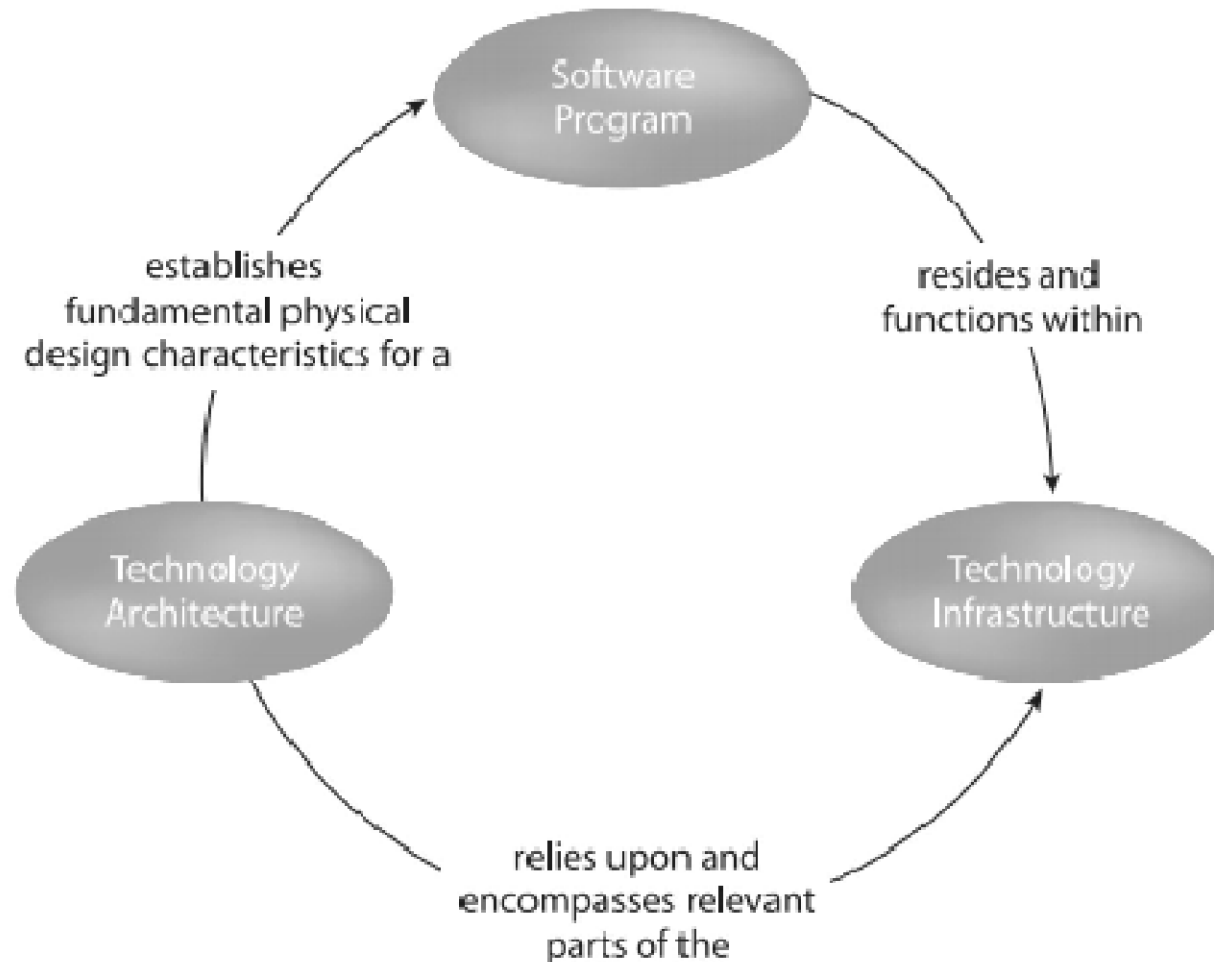 Software
Program
establishes
fundamental physical
design characteristics for a
resides and
functions within
Technology
Architecture
Technology
Infrastructure
relies upon and
encompasses relevant
parts of the